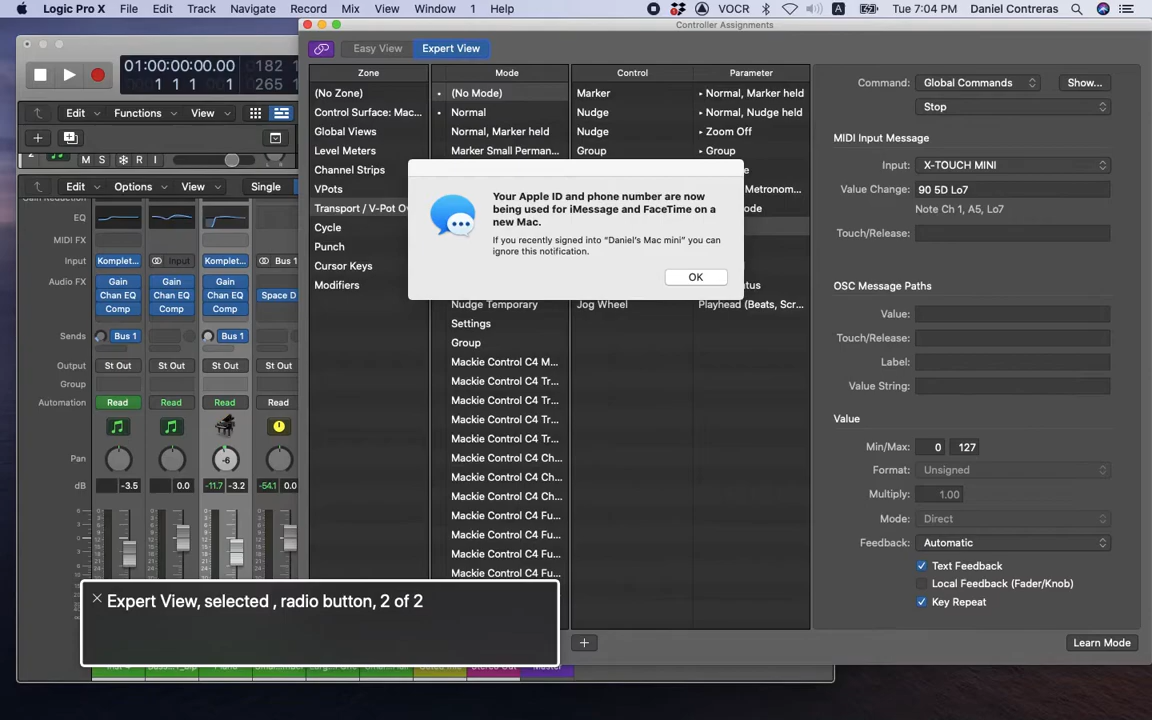 Logic Pro X File Edit Track Navigate Record Mix View Window 1 Help VOCR A Tue 7:04 PM Daniel Contreras
Controller Assignments
Easy View Expert View
01:00:00:00.00 182
1 1 1 1 265
Edit Functions View
M S R I
Edit Options View Single
EQ
MIDI FX
Input Komplet... Input Komplet... Bus 1
Audio FX Gain Gain Gain
Chan EQ Chan EQ Chan EQ Space D
Comp Comp Comp
Sends Bus 1 Bus 1
Output St Out St Out St Out St Out
Group
Automation Read Read Read Read
Pan -6
dB -3.5 0.0 -11.7 -3.2 -54.1 0.0
Zone Mode Control Parameter
(No Zone) (No Mode) Marker Normal, Marker held
Control Surface: Mac... Normal Nudge Normal, Nudge held
Global Views Normal, Marker held Nudge Zoom Off
Level Meters Marker Small Perman... Group Group
Channel Strips
VPots Metronom...
Transport / V-Pot Ov ode
Cycle
Punch
Cursor Keys
Modifiers atus
Nudge Temporary Jog Wheel Playhead (Beats, Scr...
Settings
Group
Mackie Control C4 M...
Mackie Control C4 Tr...
Mackie Control C4 Tr...
Mackie Control C4 Tr...
Mackie Control C4 Tr...
Mackie Control C4 Ch...
Mackie Control C4 Ch...
Mackie Control C4 Ch...
Mackie Control C4 Fu...
Mackie Control C4 Fu...
Mackie Control C4 Fu...
Mackie Control C4 Fu...
Your Apple ID and phone number are now
being used for iMessage and FaceTime on a
new Mac.
If you recently signed into “Daniel’s Mac mini” you can
ignore this notification.
OK
Command: Global Commands Show...
Stop
MIDI Input Message
Input: X-TOUCH MINI
Value Change: 90 5D Lo7
Note Ch 1, A5, Lo7
Touch/Release:
OSC Message Paths
Value:
Touch/Release:
Label:
Value String:
Value
Min/Max: 0 127
Format: Unsigned
Multiply: 1.00
Mode: Direct
Feedback: Automatic
Text Feedback
Local Feedback (Fader/Knob)
Key Repeat
Learn Mode
Expert View, selected , radio button, 2 of 2